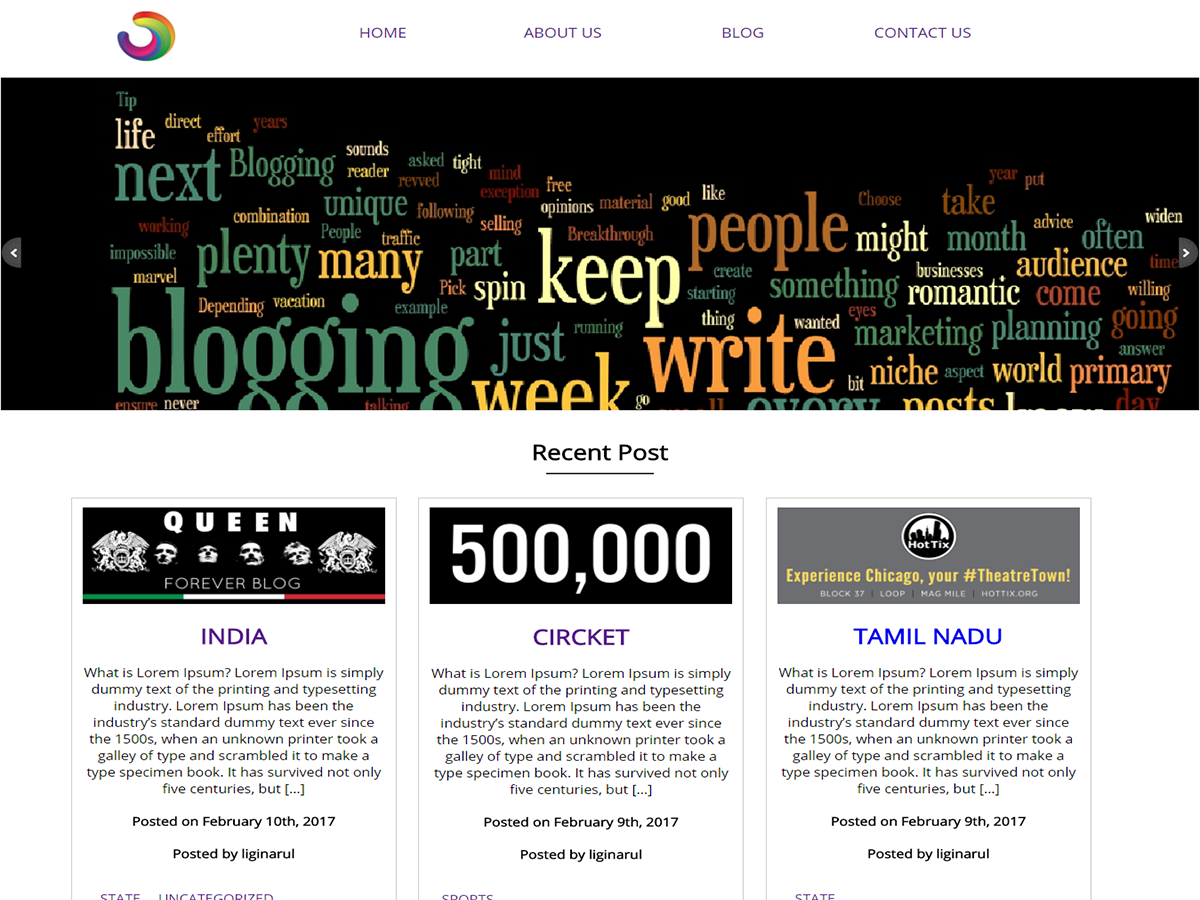 HOME ABOUT US BLOG CONTACT US
Tip
life direct effort years
next Blogging sounds reader asked revved tight mind exception free
working combination unique People following selling opinions material good like
impossible plenty traffic many part Breakthrough people Choose take year put
marvel Depending vacation Pick spin keep create might month advice often widen
example starting something businesses romantic audience come time willing
blogging just running thing write wanted eyes marketing planning going answer
week go bit niche aspect world primary
ensure never talking small every posts day
Recent Post
QUEEN
FOREVER BLOG
INDIA
What is Lorem Ipsum? Lorem Ipsum is simply
dummy text of the printing and typesetting
industry. Lorem Ipsum has been the
industry’s standard dummy text ever since
the 1500s, when an unknown printer took a
galley of type and scrambled it to make a
type specimen book. It has survived not only
five centuries, but [...]
Posted on February 10th, 2017
Posted by liginarul
STATE UNCATEGORIZED
500,000
CIRCKET
What is Lorem Ipsum? Lorem Ipsum is simply
dummy text of the printing and typesetting
industry. Lorem Ipsum has been the
industry’s standard dummy text ever since
the 1500s, when an unknown printer took a
galley of type and scrambled it to make a
type specimen book. It has survived not only
five centuries, but [...]
Posted on February 9th, 2017
Posted by liginarul
SPORTS
HotTix
Experience Chicago, your #TheatreTown!
BLOCK 37 | LOOP | MAG MILE | HOTTIX.ORG
TAMIL NADU
What is Lorem Ipsum? Lorem Ipsum is simply
dummy text of the printing and typesetting
industry. Lorem Ipsum has been the
industry’s standard dummy text ever since
the 1500s, when an unknown printer took a
galley of type and scrambled it to make a
type specimen book. It has survived not only
five centuries, but [...]
Posted on February 9th, 2017
Posted by liginarul
STATE